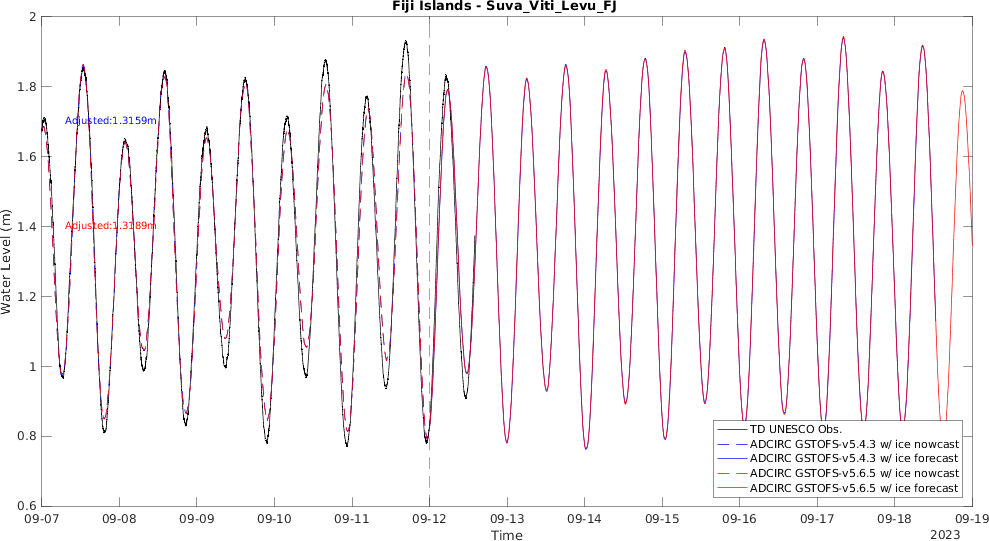 Fiji Islands - Suva_Viti_Levu_FJ
2
1.8
1.6
1.4
1.2
1
0.8
0.6
Water Level (m)
Adjusted:1.3159m
Adjusted:1.3189m
TD UNESCO Obs.
ADCIRC GSTOFS-v5.4.3 w/ ice nowcast
ADCIRC GSTOFS-v5.4.3 w/ ice forecast
ADCIRC GSTOFS-v5.6.5 w/ ice nowcast
ADCIRC GSTOFS-v5.6.5 w/ ice forecast
09-07 09-08 09-09 09-10 09-11 09-12 09-13 09-14 09-15 09-16 09-17 09-18 09-19
Time
2023